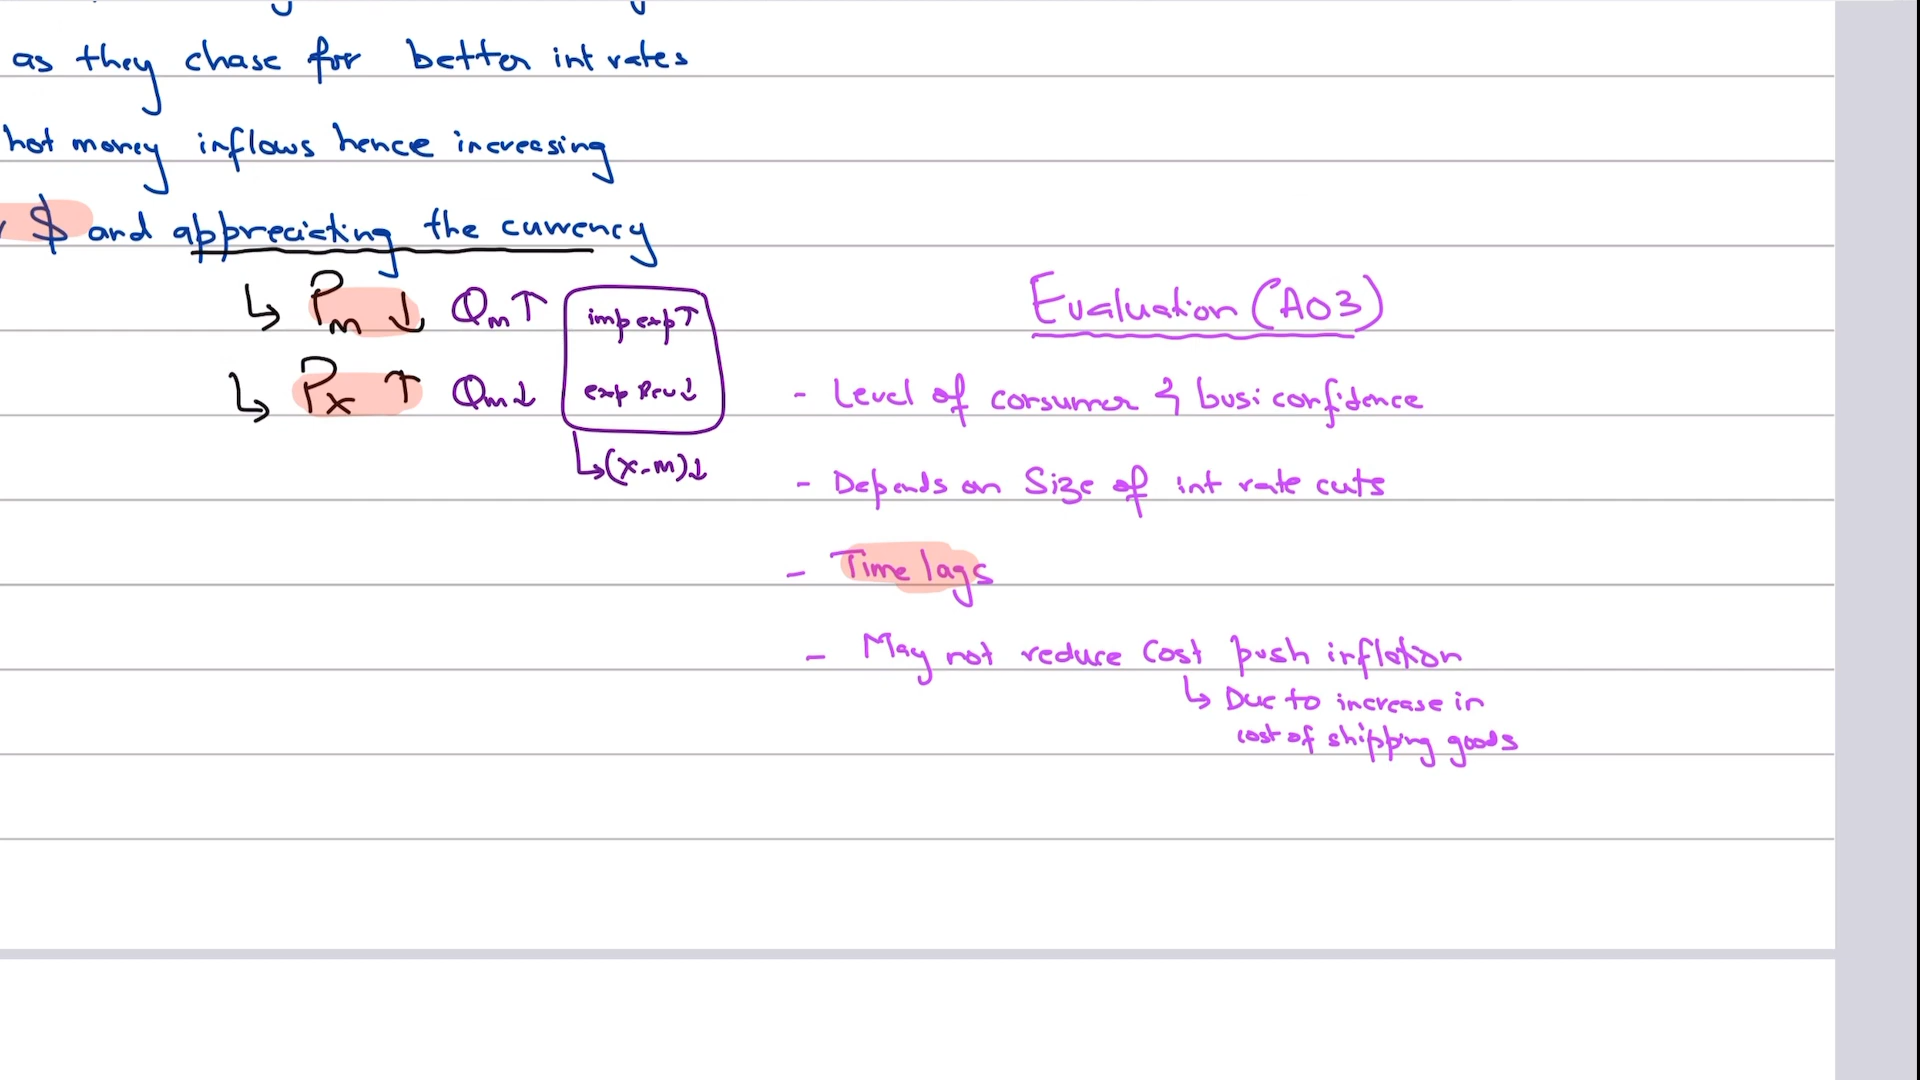 as they chase for better int rates
hot money inflows hence increasing
$ and appreciating the currency
↳ Pm ↓ Qm ↑ imp exp ↑
↳ Px ↑ Qm ↓ exp Rev ↓
↳ (x-m) ↓
Evaluation (AO3)
- Level of consumer & busi confidence
- Depends on Size of int rate cuts
- Time lags
- May not reduce Cost push inflation
↳ Due to increase in
cost of shipping goods